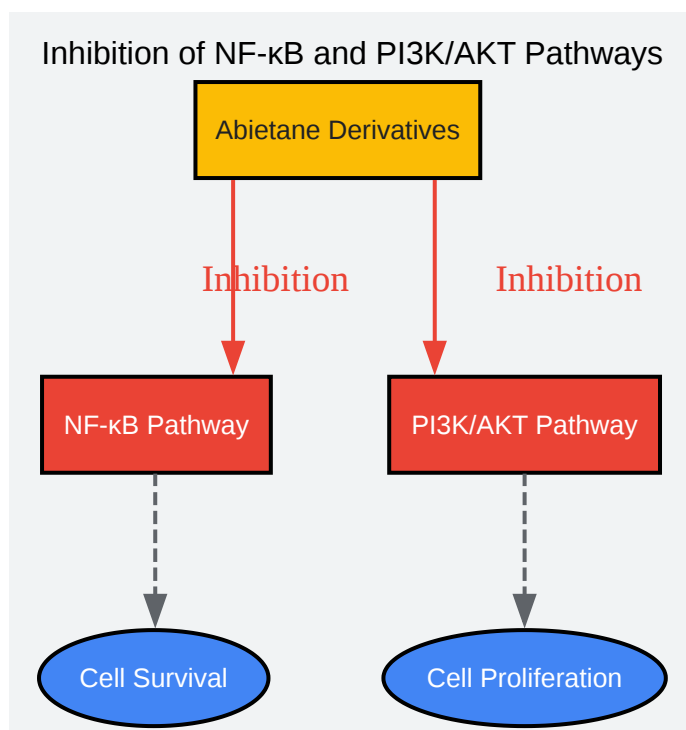 Inhibition of NF-κB and PI3K/AKT Pathways
Abietane Derivatives
Inhibition
Inhibition
NF-κB Pathway
PI3K/AKT Pathway
Cell Survival
Cell Proliferation